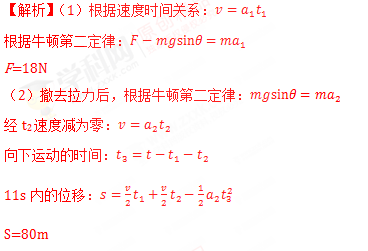 【解析】（1）根据速度时间关系：v = a₁t₁
根据牛顿第二定律：F − mgsinθ = ma₁
F=18N
（2）撤去拉力后，根据牛顿第二定律：mgsinθ = ma₂
经 t₂速度减为零：v = a₂t₂
向下运动的时间：t₃ = t − t₁ − t₂
11s 内的位移：s = \frac{v}{2}t₁ + \frac{v}{2}t₂ − \frac{1}{2}a₂t₃²
S=80m